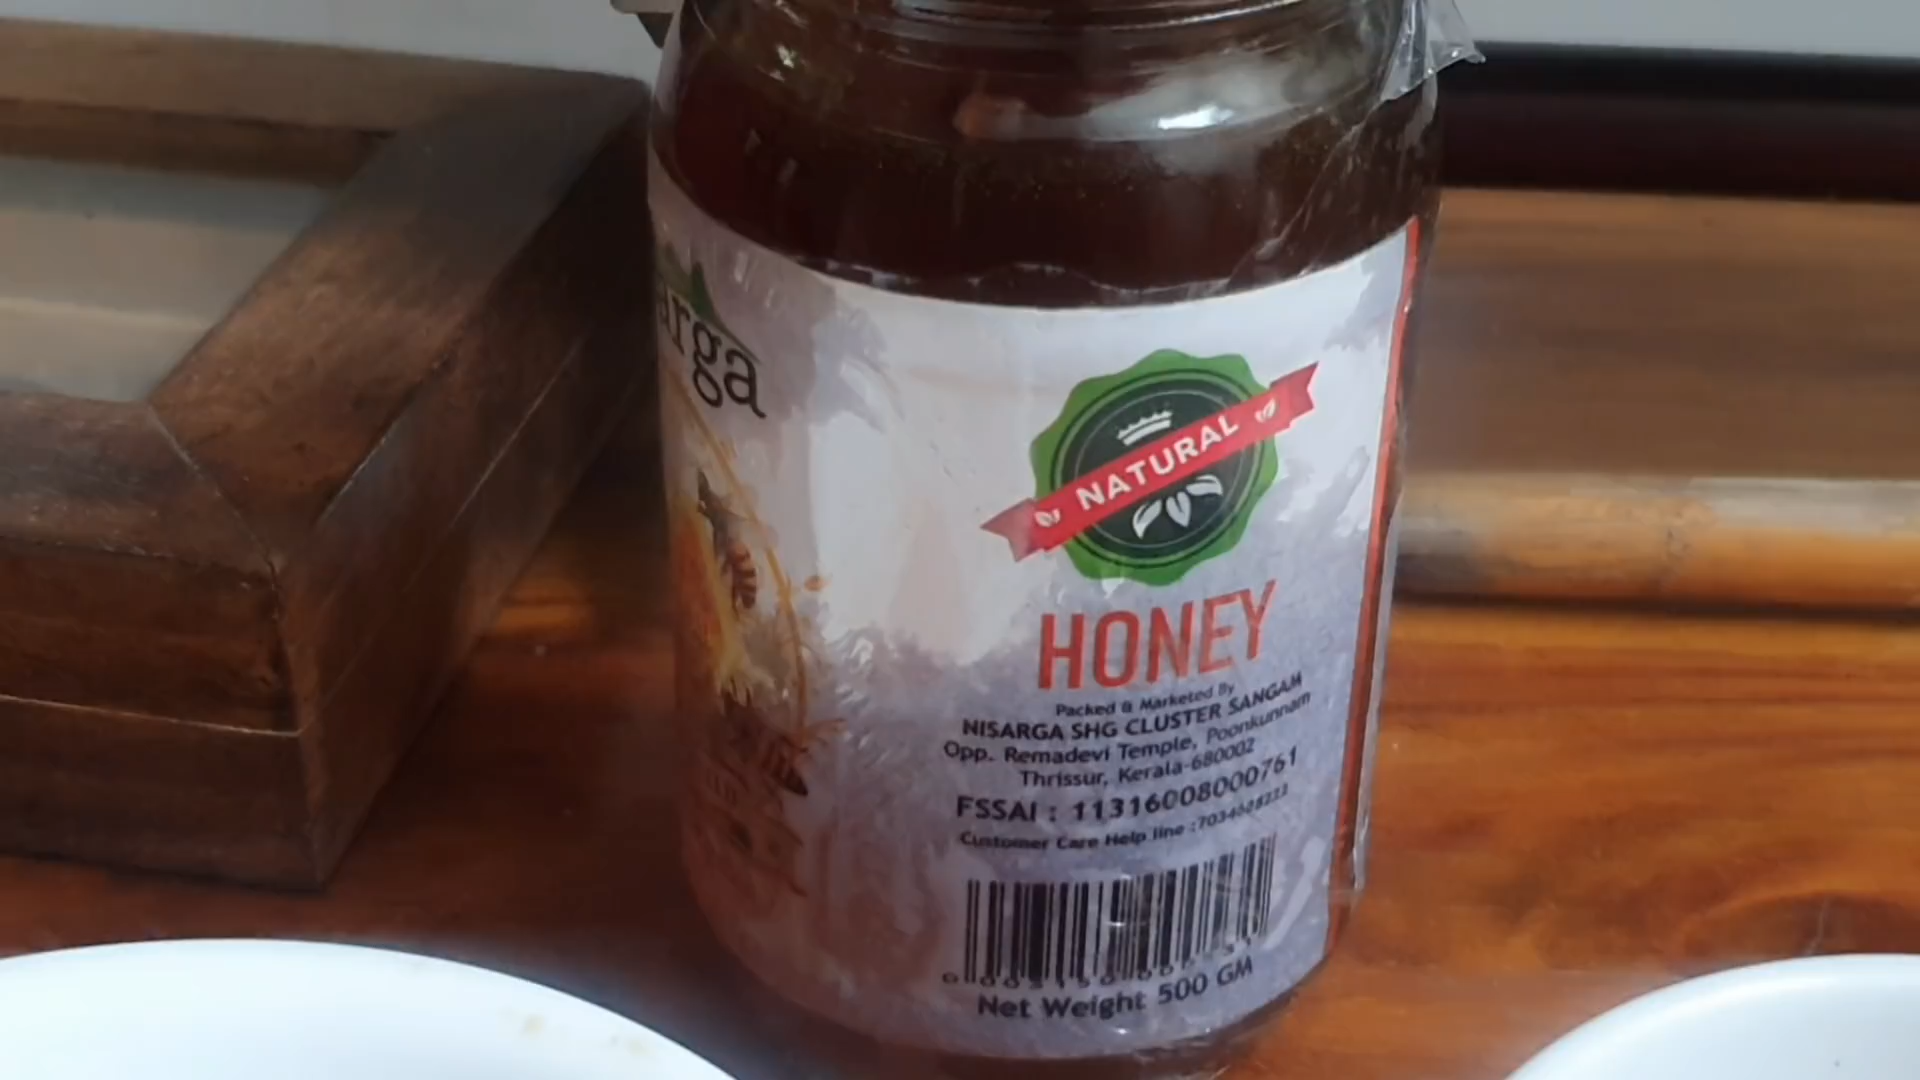 arga
NATURAL
HONEY
Packed & Marketed By
NISARGA SHG CLUSTER SANGAM
Opp. Remadevi Temple, Poonkunnam
Thrissur, Kerala-680002
FSSAI : 11316008000761
Customer Care Help line :
Net Weight 500 GM